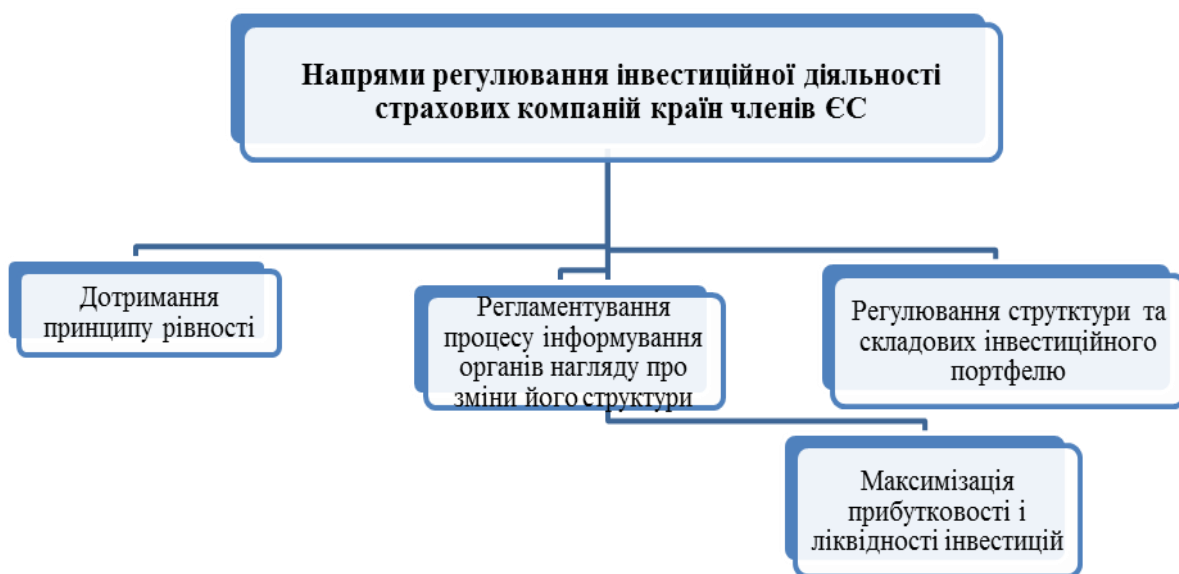 Напрями регулювання інвестиційної діяльності
страхових компаній країн членів ЄС
Дотримання
принципу рівності
Регламентування
процесу інформування
органів нагляду про
зміни його структури
Регулювання струтктури та
складових інвестиційного
портфелю
Максимізація
прибутковості і
ліквідності інвестицій